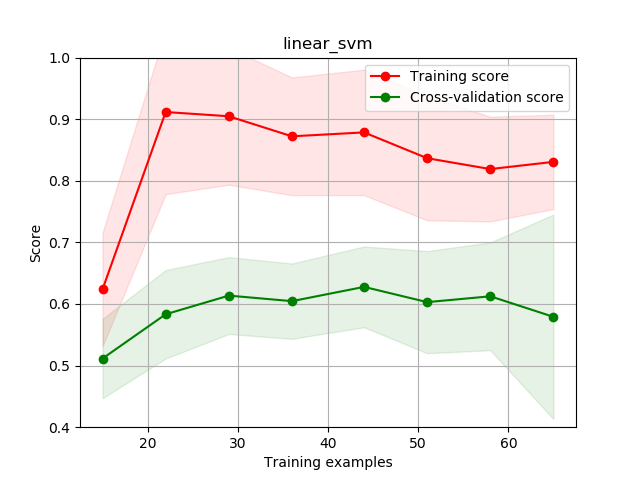 linear_svm
Training score
Cross-validation score
1.0
0.9
0.8
0.7
0.6
0.5
0.4
Score
20 30 40 50 60
Training examples